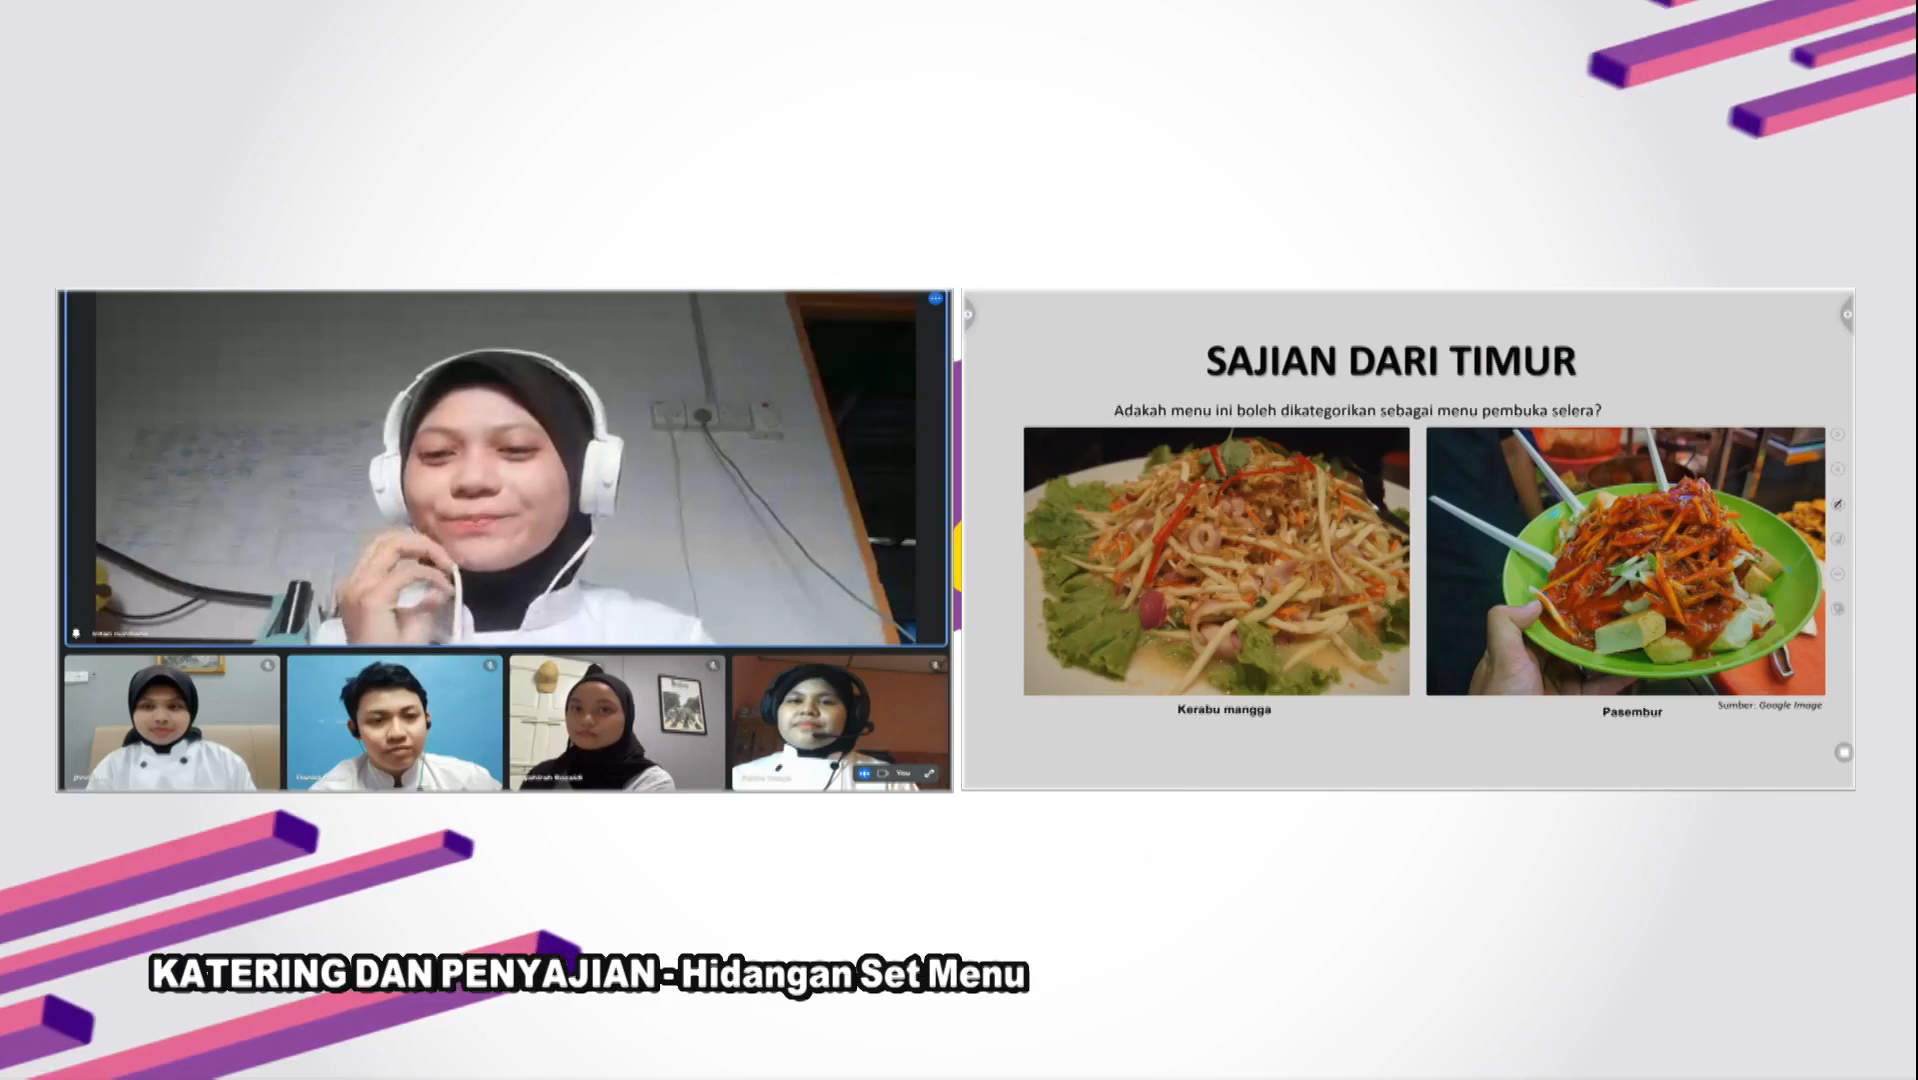 SAJIAN DARI TIMUR
Adakah menu ini boleh dikategorikan sebagai menu pembuka selera?
Kerabu mangga
Pasembur
Sumber: Google Image
You
KATERING DAN PENYAJIAN - Hidangan Set Menu